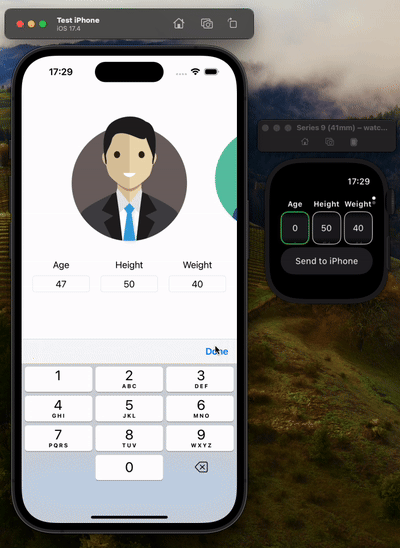 Test iPhone
iOS 17.4
17:29
Age Height Weight
47 50 40
Done
1 2 3
ABC DEF
4 5 6
GHI JKL MNO
7 8 9
PQRS TUV WXYZ
0
Series 9 (41mm) – watc...
17:29
Age Height Weight
0 50 40
Send to iPhone